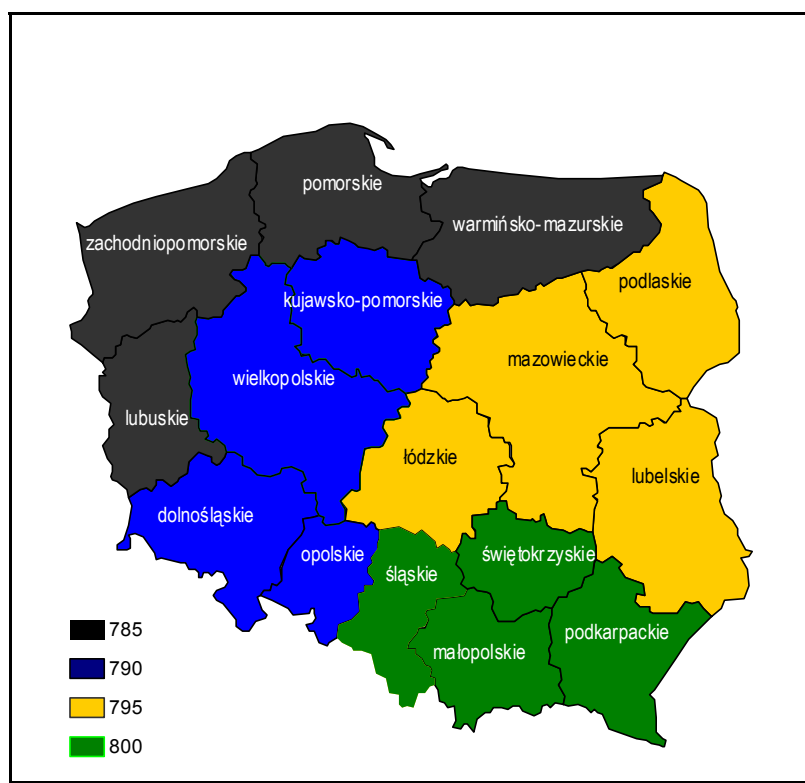 pomorskie
warmińsko-mazurskie
zachodniopomorskie
podlaskie
kujawsko-pomorskie
mazowieckie
wielkopolskie
lubuskie
łódzkie
lubelskie
dolnośląskie
opolskie
śląskie
świętokrzyskie
podkarpackie
małopolskie
785
790
795
800